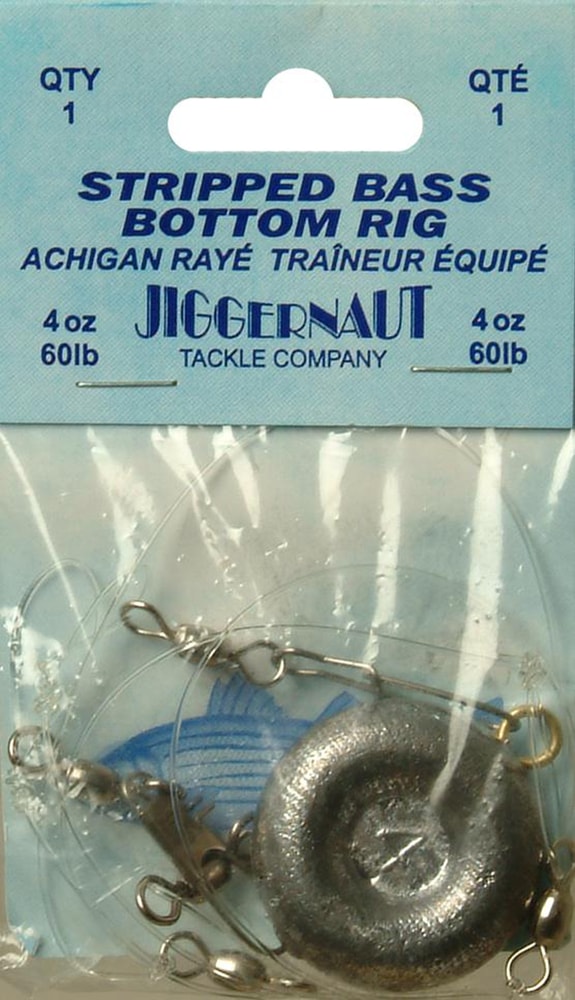 QTY
1
QTÉ
1
STRIPPED BASS
BOTTOM RIG
ACHIGAN RAYÉ TRAÎNEUR ÉQUIPÉ
4 oz
60lb
JIGGERNAUT
TACKLE COMPANY
4 oz
60lb
4